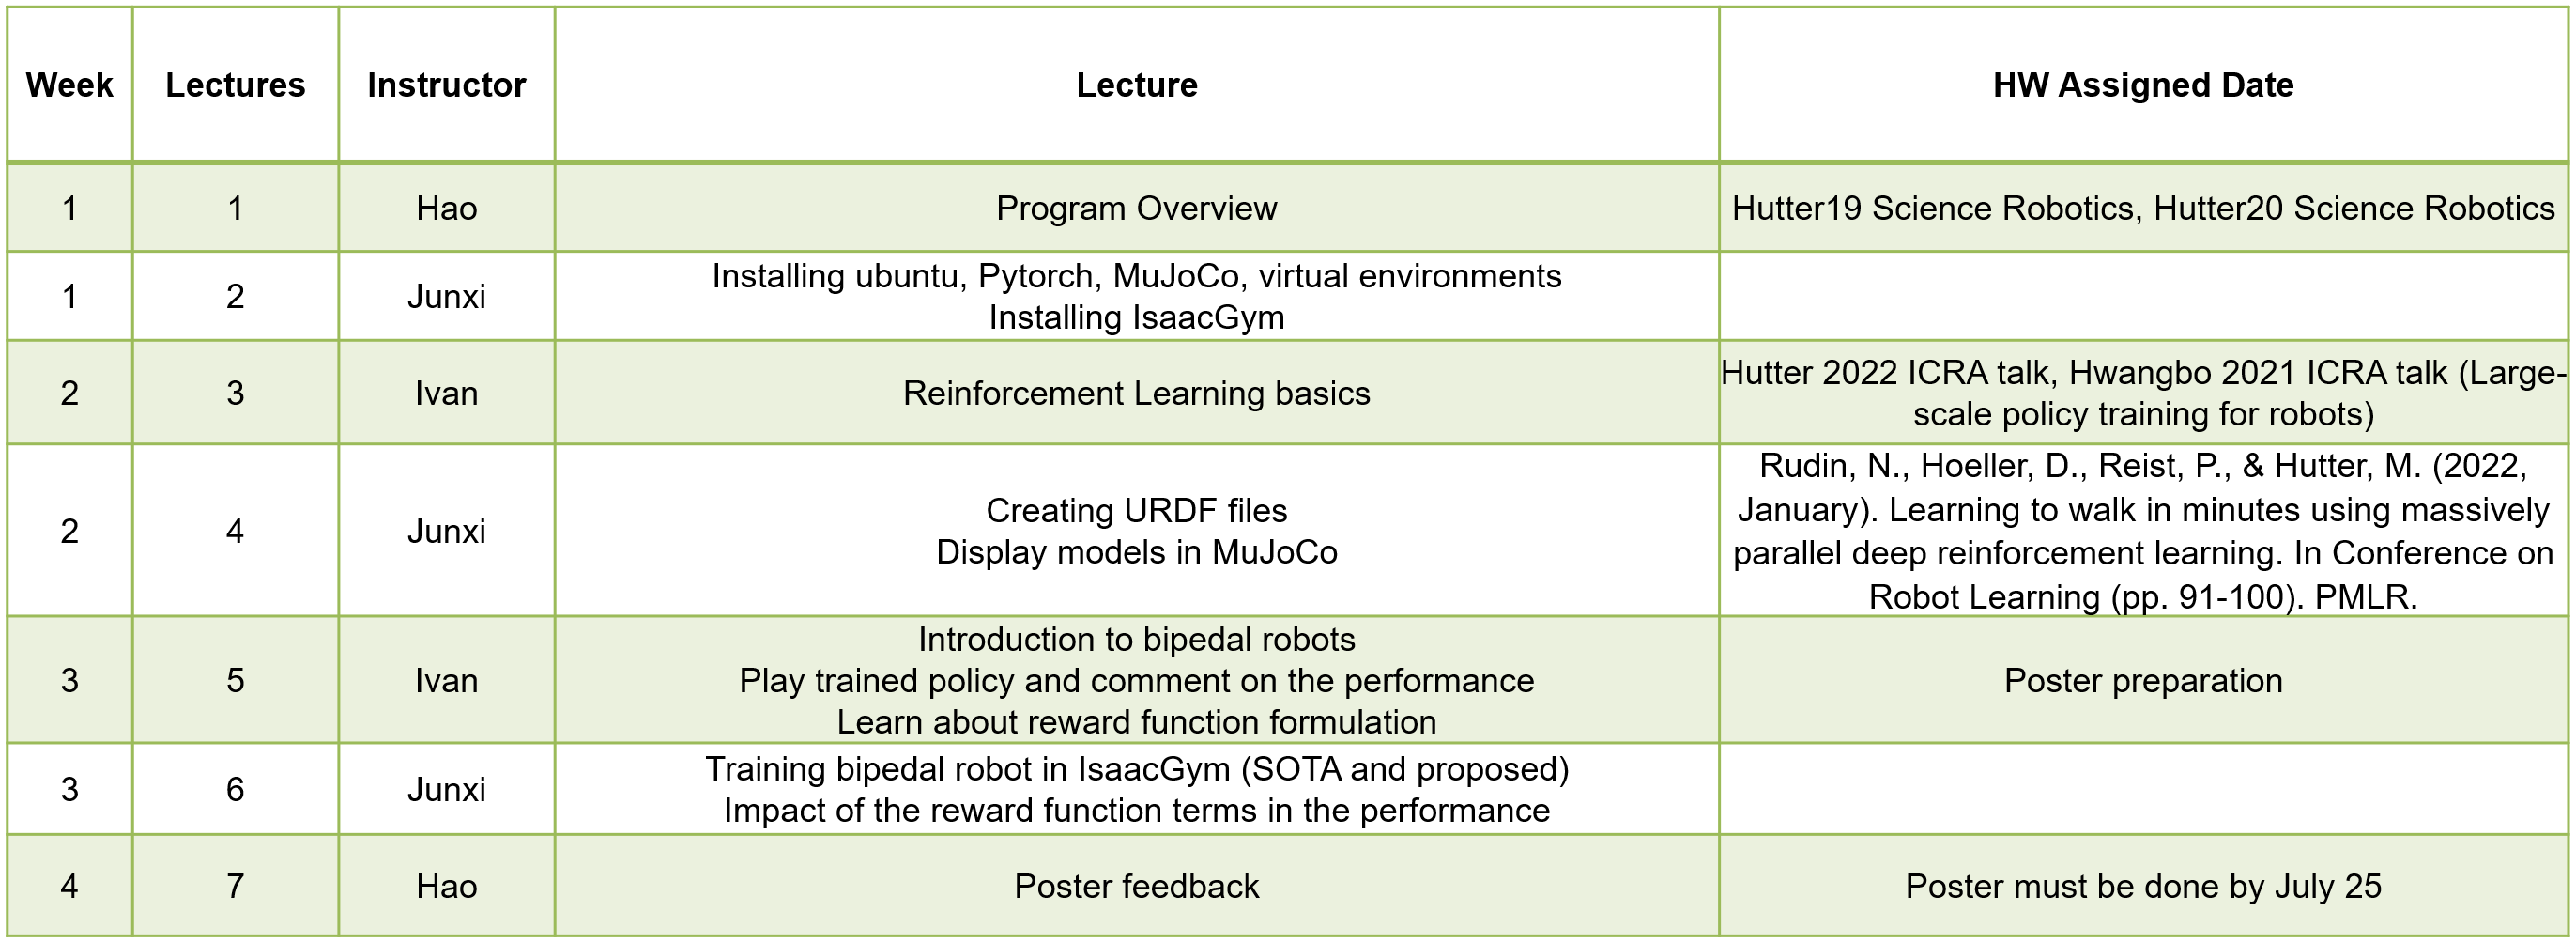 Week Lectures Instructor Lecture HW Assigned Date
1 1 Hao Program Overview Hutter19 Science Robotics, Hutter20 Science Robotics
1 2 Junxi Installing ubuntu, Pytorch, MuJoCo, virtual environments
Installing IsaacGym
2 3 Ivan Reinforcement Learning basics Hutter 2022 ICRA talk, Hwangbo 2021 ICRA talk (Large-
scale policy training for robots)
2 4 Junxi Creating URDF files
Display models in MuJoCo
Rudin, N., Hoeller, D., Reist, P., & Hutter, M. (2022,
January). Learning to walk in minutes using massively
parallel deep reinforcement learning. In Conference on
Robot Learning (pp. 91-100). PMLR.
3 5 Ivan Introduction to bipedal robots
Play trained policy and comment on the performance
Learn about reward function formulation
Poster preparation
3 6 Junxi Training bipedal robot in IsaacGym (SOTA and proposed)
Impact of the reward function terms in the performance
4 7 Hao Poster feedback Poster must be done by July 25